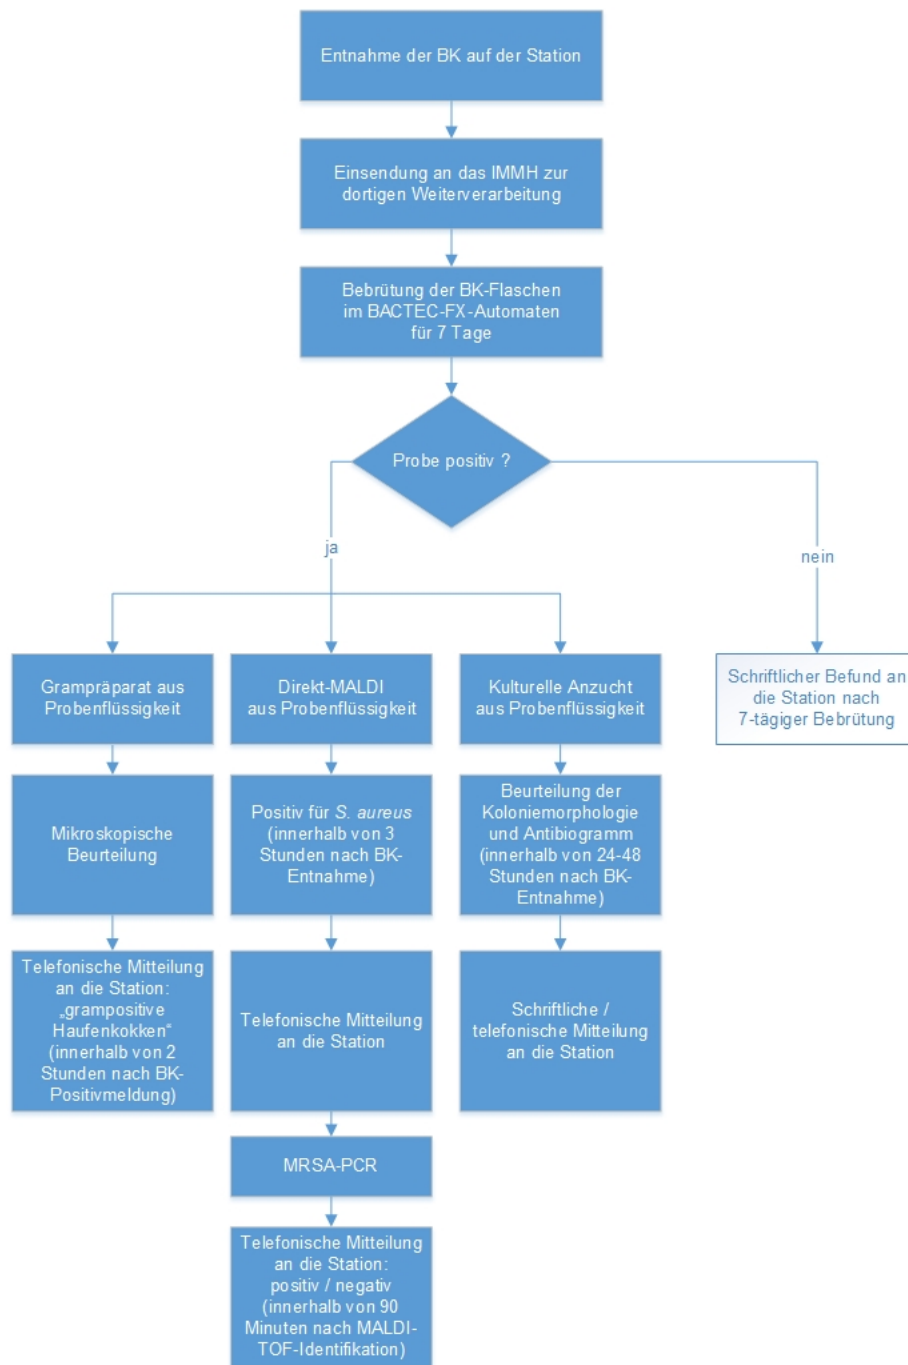 Entnahme der BK auf der Station
Einsendung an das IMMH zur
dortigen Weiterverarbeitung
Bebrütung der BK-Flaschen
im BACTEC-FX-Automaten
für 7 Tage
Probe positiv ?
ja
nein
Grampräparat aus
Probenflüssigkeit
Direkt-MALDI
aus Probenflüssigkeit
Kulturelle Anzucht
aus Probenflüssigkeit
Schriftlicher Befund an
die Station nach
7-tägiger Bebrütung
Mikroskopische
Beurteilung
Positiv für S. aureus
(innerhalb von 3
Stunden nach BK-
Entnahme)
Beurteilung der
Koloniemorphologie
und Antibiogramm
(innerhalb von 24-48
Stunden nach BK-
Entnahme)
Telefonische Mitteilung
an die Station:
„grampositive
Haufenkokken“
(innerhalb von 2
Stunden nach BK-
Positivmeldung)
Telefonische Mitteilung
an die Station
Schriftliche /
telefonische Mitteilung
an die Station
MRSA-PCR
Telefonische Mitteilung
an die Station:
positiv / negativ
(innerhalb von 90
Minuten nach MALDI-
TOF-Identifikation)